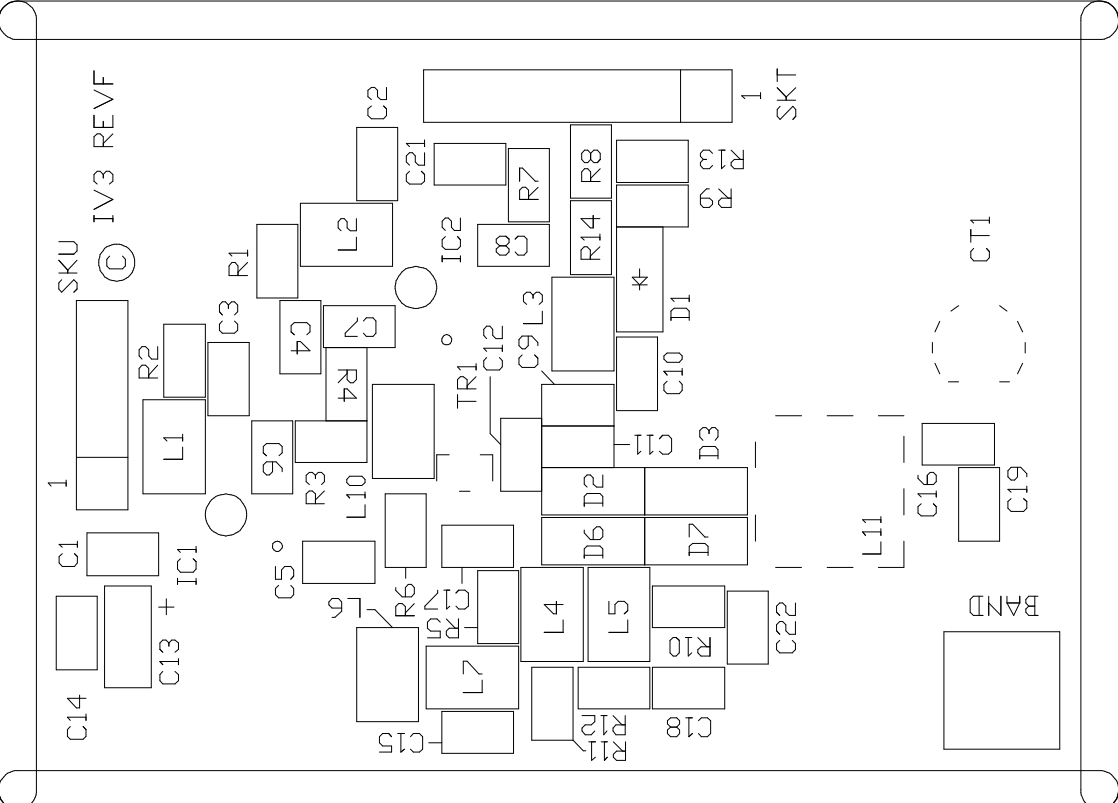 IV3 REVF
C2
1
SKT
C21
R8
R13
R7
R9
SKU
C
R1
L2
IC2
C8
R14
CT1
D1
R2
C3
C4
C7
C12
C9
L3
R4
TR1
C10
L1
C6
R3
L10
C11
D3
1
D2
C16
C19
C1
IC1
C5
D6
D7
L11
+
L6
R6
C17
R5
L4
L5
R10
C22
BAND
C13
L7
C14
C15
R12
R11
C18